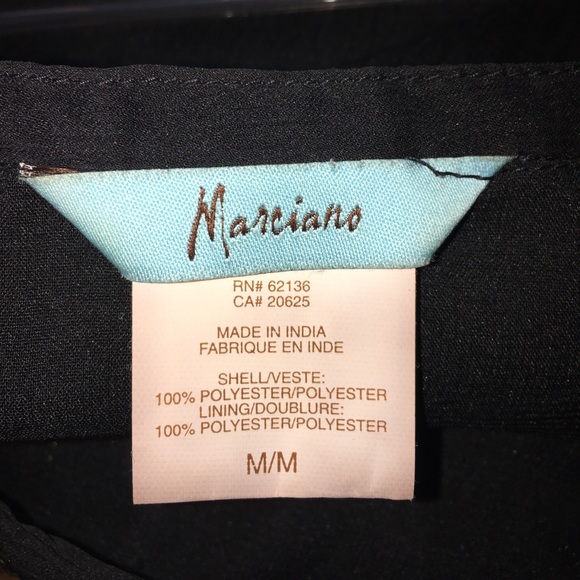 Marciano
RN# 62136
CA# 20625
MADE IN INDIA
FABRIQUE EN INDE
SHELL/VESTE:
100% POLYESTER/POLYESTER
LINING/DOUBLURE:
100% POLYESTER/POLYESTER
M/M